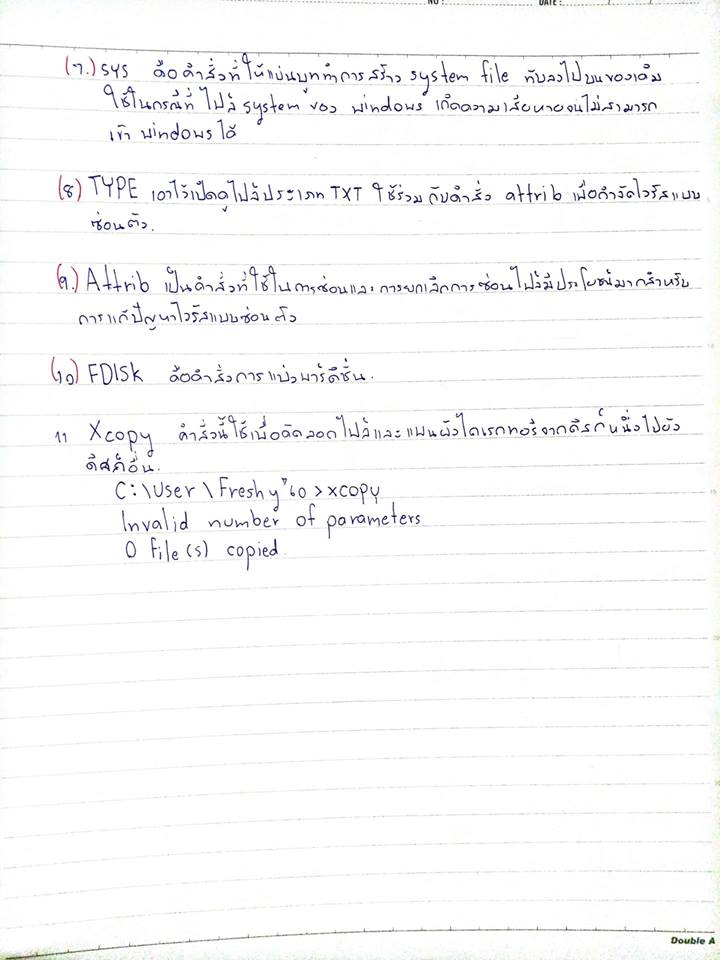 NO: DATE:
(7.) sys คือคำสั่งที่ให้แผ่นบูททำการสร้าง system file ทับลงไปบนของเดิม
ใช้ในกรณีที่ไฟล์ system ของ windows เกิดความเสียหายจนไม่สามารถ
เข้า windows ได้
(8) TYPE เอาไว้เปิดดูไฟล์ประเภท TXT ใช้ร่วมกับคำสั่ง attrib เพื่อกำจัดไวรัสแบบ
ซ่อนตัว.
(9.) Attrib เป็นคำสั่งที่ใช้ในการซ่อนและการยกเลิกการซ่อนไฟล์มีประโยชน์มากสำหรับ
การแก้ปัญหาไวรัสแบบซ่อนตัว
(10) FDISK คือคำสั่งการแบ่งพาร์ดิชั่น.
11 Xcopy คำสั่งนี้ใช้เพื่อคัดลอกไฟล์และแผนผังไดเรกทอรีจากดิสก์หนึ่งไปยัง
ดิสก์อื่น.
C:\User\Freshy'60>xcopy
Invalid number of parameters
0 file(s) copied.
Double A